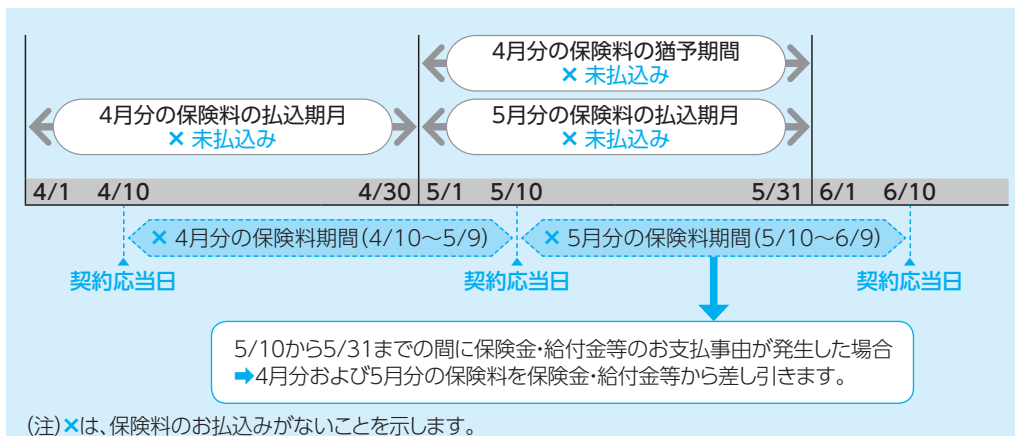 4月分の保険料の猶予期間
× 未払込み
4月分の保険料の払込期月
× 未払込み
5月分の保険料の払込期月
× 未払込み
4/1 4/10 4/30 5/1 5/10 5/31 6/1 6/10
× 4月分の保険料期間(4/10～5/9)
× 5月分の保険料期間(5/10～6/9)
契約応当日 契約応当日 契約応当日
5/10から5/31までの間に保険金・給付金等のお支払事由が発生した場合
➡4月分および5月分の保険料を保険金・給付金等から差し引きます。
(注)×は、保険料のお払込みがないことを示します。